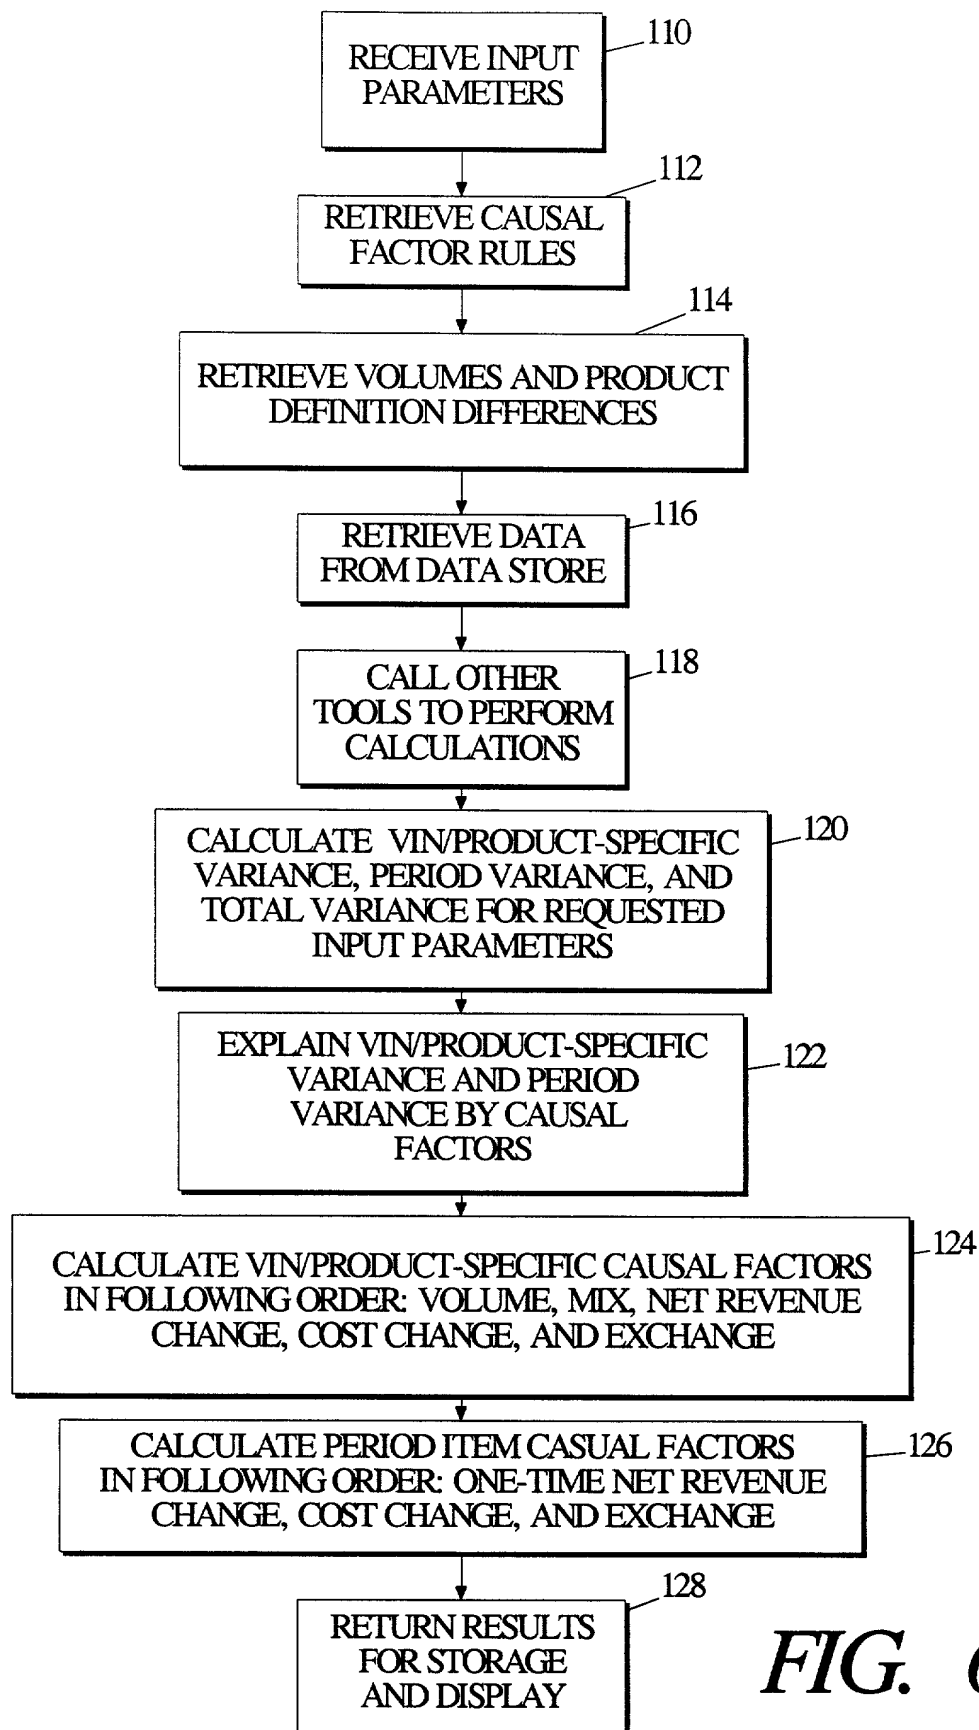 110
RECEIVE INPUT
PARAMETERS
112
RETRIEVE CAUSAL
FACTOR RULES
114
RETRIEVE VOLUMES AND PRODUCT
DEFINITION DIFFERENCES
116
RETRIEVE DATA
FROM DATA STORE
118
CALL OTHER
TOOLS TO PERFORM
CALCULATIONS
120
CALCULATE VIN/PRODUCT-SPECIFIC
VARIANCE, PERIOD VARIANCE, AND
TOTAL VARIANCE FOR REQUESTED
INPUT PARAMETERS
122
EXPLAIN VIN/PRODUCT-SPECIFIC
VARIANCE AND PERIOD
VARIANCE BY CAUSAL
FACTORS
124
CALCULATE VIN/PRODUCT-SPECIFIC CAUSAL FACTORS
IN FOLLOWING ORDER: VOLUME, MIX, NET REVENUE
CHANGE, COST CHANGE, AND EXCHANGE
126
CALCULATE PERIOD ITEM CASUAL FACTORS
IN FOLLOWING ORDER: ONE-TIME NET REVENUE
CHANGE, COST CHANGE, AND EXCHANGE
128
RETURN RESULTS
FOR STORAGE
AND DISPLAY
FIG.